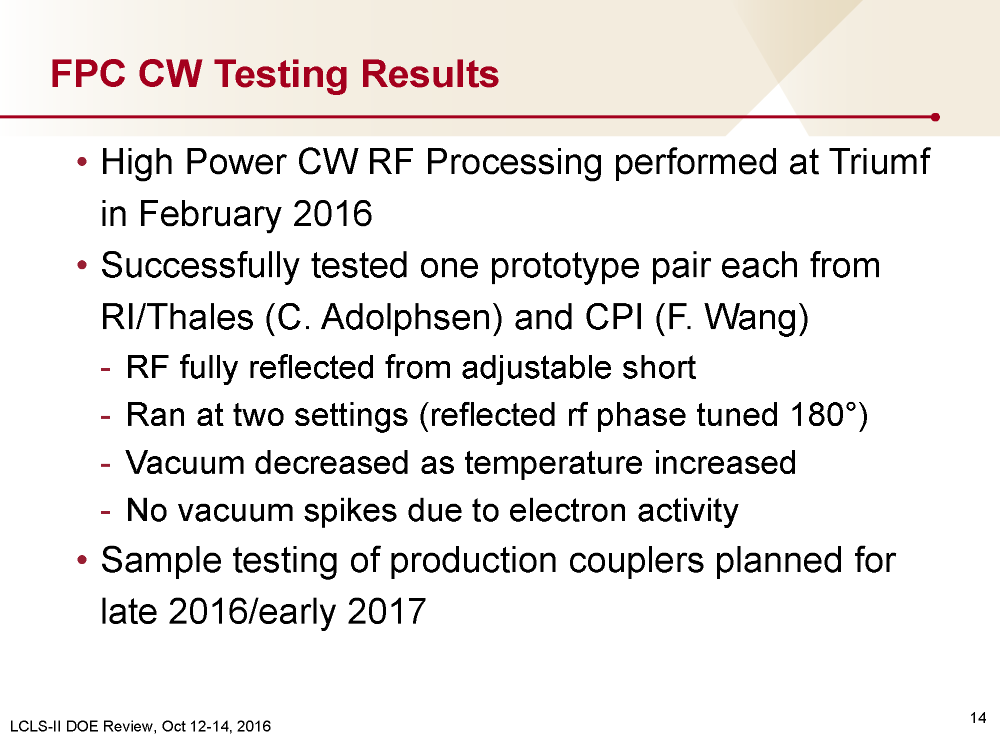 FPC CW Testing Results
• High Power CW RF Processing performed at Triumf
in February 2016
• Successfully tested one prototype pair each from
RI/Thales (C. Adolphsen) and CPI (F. Wang)
- RF fully reflected from adjustable short
- Ran at two settings (reflected rf phase tuned 180°)
- Vacuum decreased as temperature increased
- No vacuum spikes due to electron activity
• Sample testing of production couplers planned for
late 2016/early 2017
LCLS-II DOE Review, Oct 12-14, 2016
14